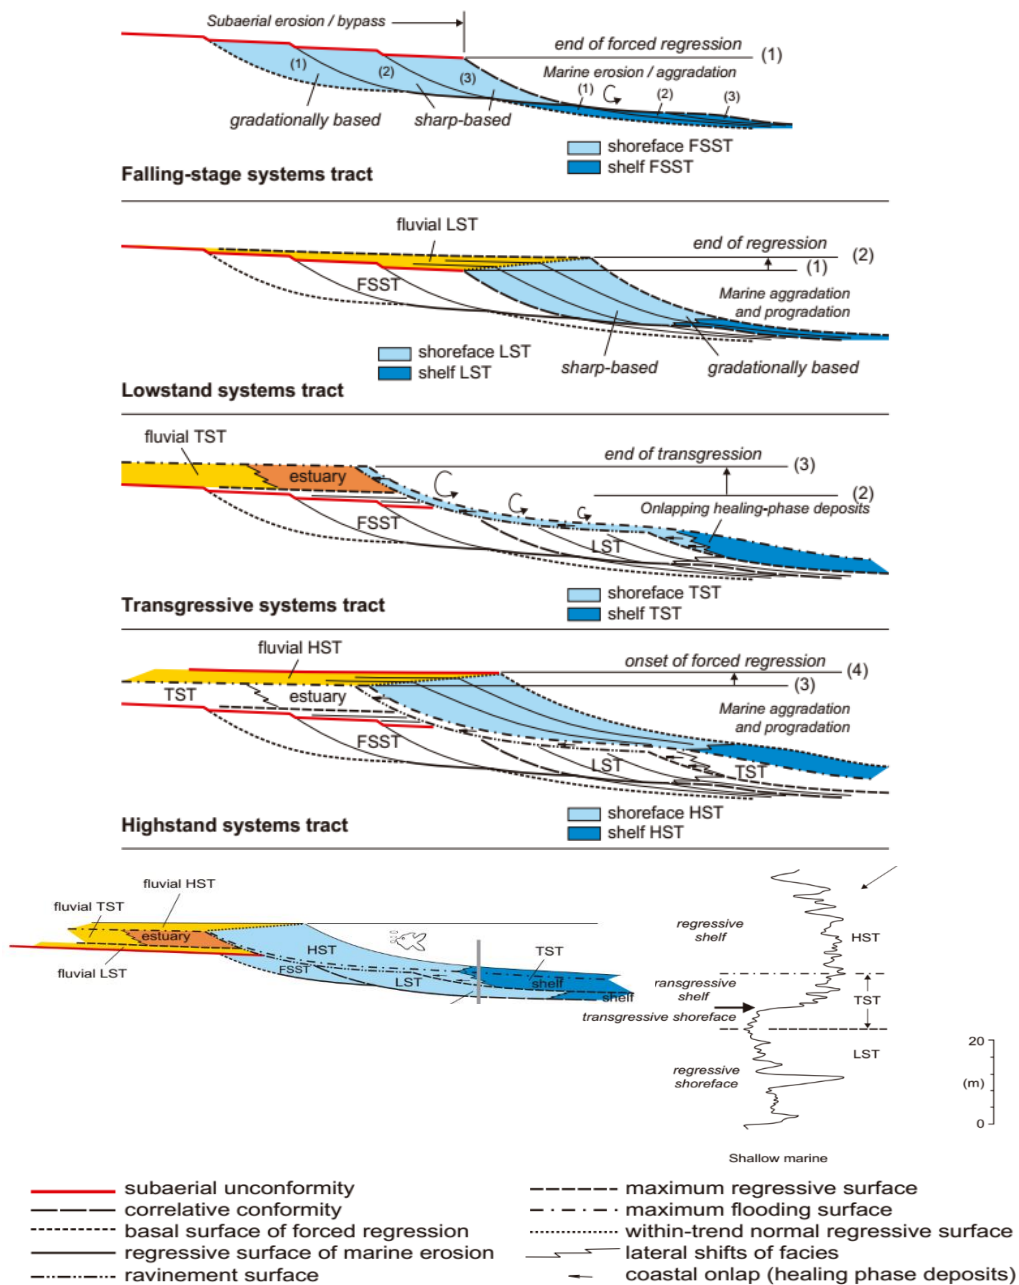 Subaerial erosion / bypass
end of forced regression (1)
Marine erosion / aggradation
(1) (2) (3)
(1) (2) (3)
gradationally based
sharp-based
shoreface FSST
shelf FSST
Falling-stage systems tract
fluvial LST
end of regression (2)
(1)
FSST
Marine aggradation
and progradation
shoreface LST
shelf LST
sharp-based
gradationally based
Lowstand systems tract
fluvial TST
end of transgression (3)
estuary
(2)
Onlapping healing-phase deposits
FSST
LST
shoreface TST
shelf TST
Transgressive systems tract
fluvial HST
onset of forced regression (4)
(3)
TST
estuary
Marine aggradation
and progradation
FSST
LST
TST
shoreface HST
shelf HST
Highstand systems tract
fluvial HST
fluvial TST
estuary
fluvial LST
HST
FSST
LST
TST
shelf
shelf
regressive
shelf
HST
ransgressive
shelf
transgressive shoreface
TST
LST
regressive
shoreface
20
(m)
0
Shallow marine
subaerial unconformity
correlative conformity
basal surface of forced regression
regressive surface of marine erosion
ravinement surface
maximum regressive surface
maximum flooding surface
within-trend normal regressive surface
lateral shifts of facies
coastal onlap (healing phase deposits)